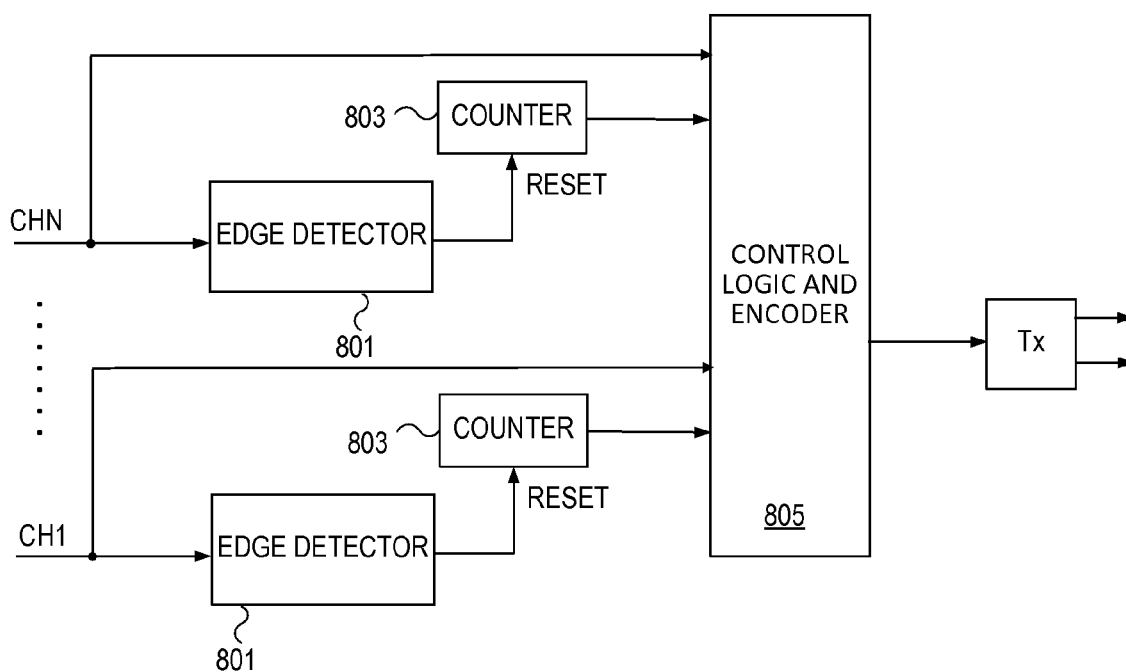 803
COUNTER
RESET
CHN
EDGE DETECTOR
801
CONTROL
LOGIC AND
ENCODER
Tx
803
COUNTER
RESET
CH1
EDGE DETECTOR
805
801